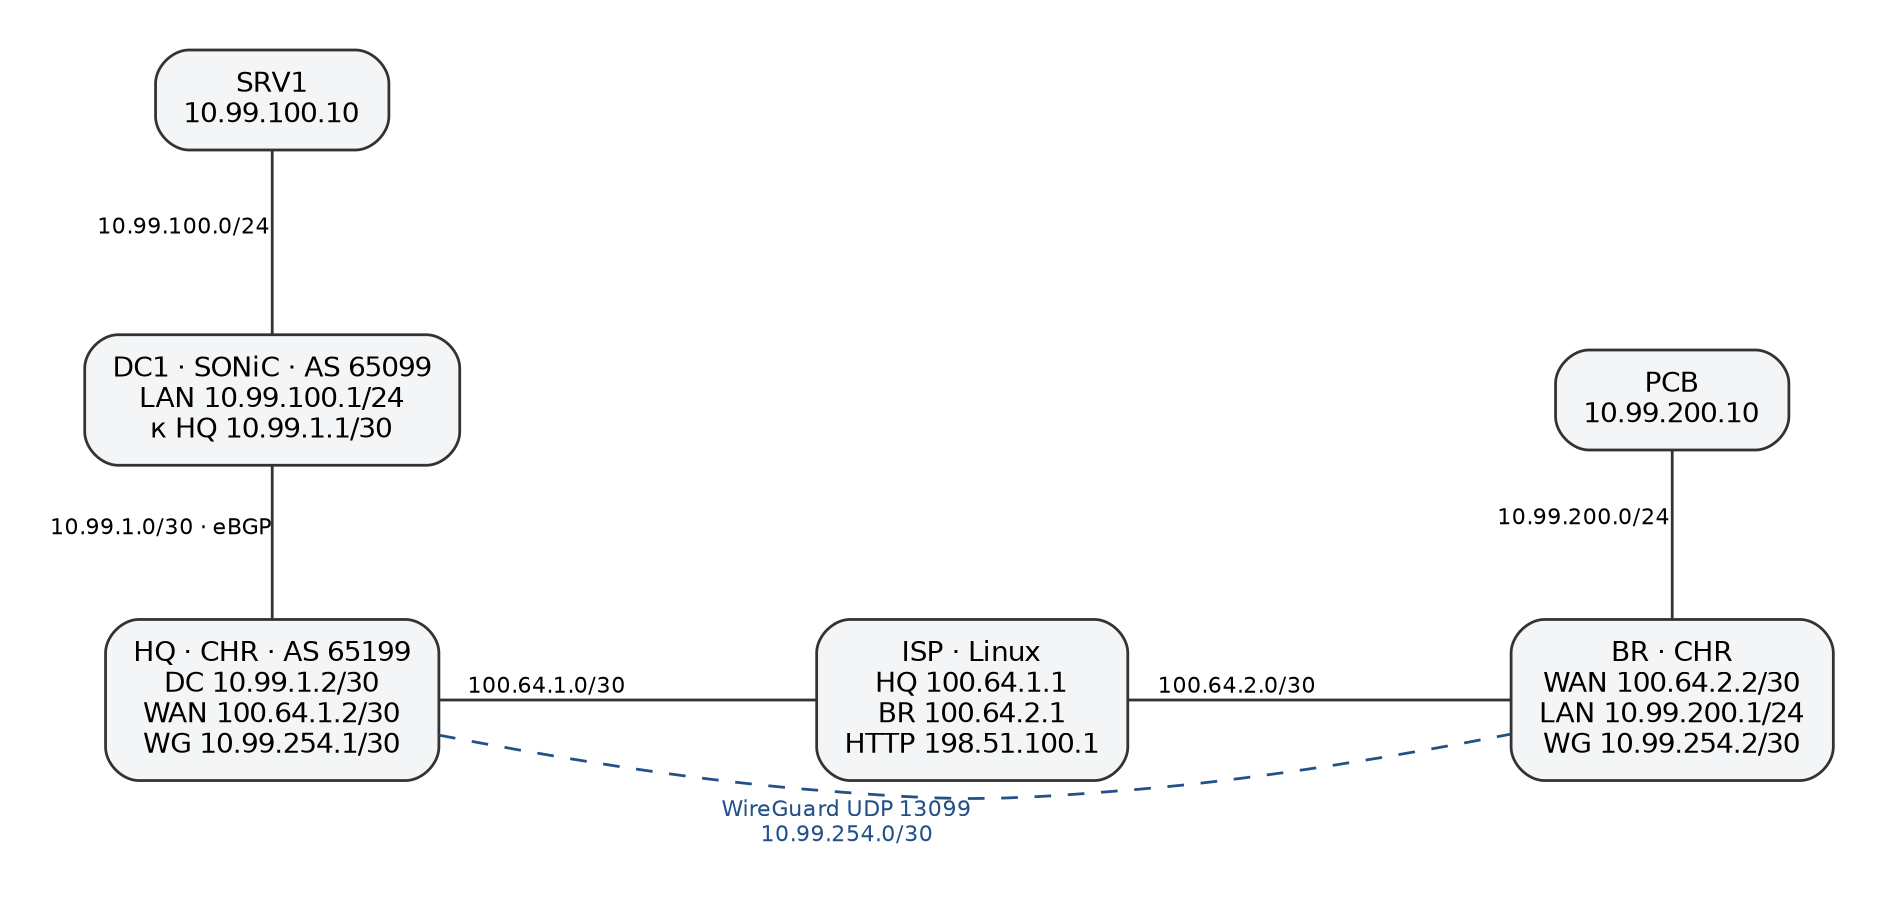 SRV1
10.99.100.10
10.99.100.0/24
DC1 · SONiC · AS 65099
LAN 10.99.100.1/24
к HQ 10.99.1.1/30
PCB
10.99.200.10
10.99.1.0/30 · eBGP
10.99.200.0/24
HQ · CHR · AS 65199
DC 10.99.1.2/30
WAN 100.64.1.2/30
WG 10.99.254.1/30
100.64.1.0/30
ISP · Linux
HQ 100.64.1.1
BR 100.64.2.1
HTTP 198.51.100.1
100.64.2.0/30
BR · CHR
WAN 100.64.2.2/30
LAN 10.99.200.1/24
WG 10.99.254.2/30
WireGuard UDP 13099
10.99.254.0/30